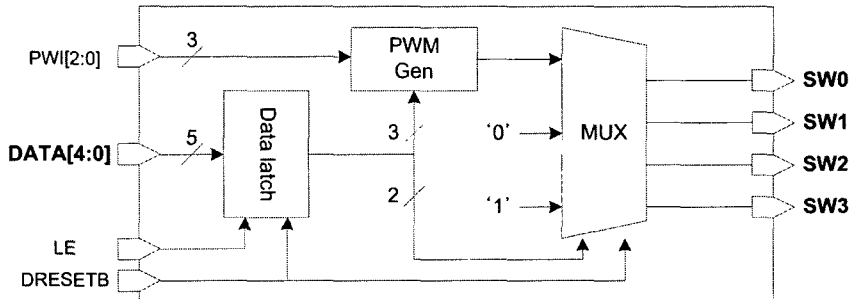 PWI[2:0]
3
PWM
Gen
SW0
DATA[4:0]
5
Data latch
3
'0'
MUX
SW1
SW2
2
'1'
SW3
LE
DRESETB